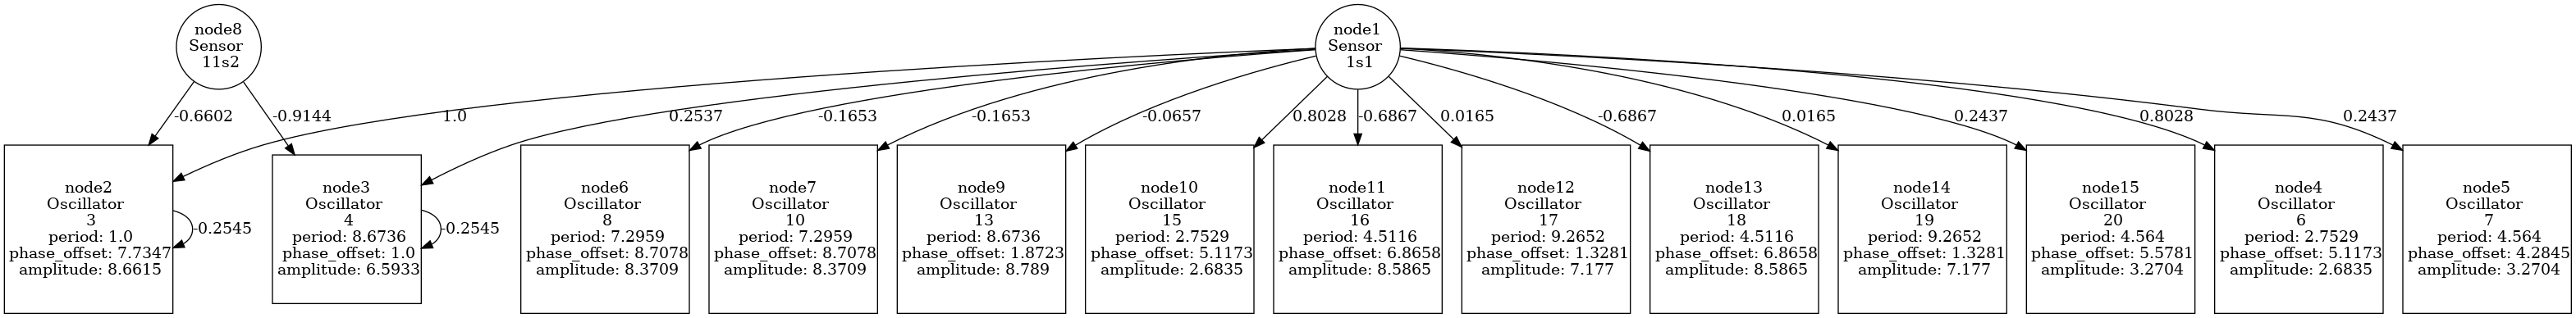 node8
Sensor
11s2
node1
Sensor
1s1
-0.6602
-0.9144
1.0
0.2537
-0.1653
-0.1653
-0.0657
0.8028
-0.6867
0.0165
-0.6867
0.0165
0.2437
0.8028
0.2437
node2
Oscillator
3
period: 1.0
phase_offset: 7.7347
amplitude: 8.6615
-0.2545
node3
Oscillator
4
period: 8.6736
phase_offset: 1.0
amplitude: 6.5933
-0.2545
node6
Oscillator
8
period: 7.2959
phase_offset: 8.7078
amplitude: 8.3709
node7
Oscillator
10
period: 7.2959
phase_offset: 8.7078
amplitude: 8.3709
node9
Oscillator
13
period: 8.6736
phase_offset: 1.8723
amplitude: 8.789
node10
Oscillator
15
period: 2.7529
phase_offset: 5.1173
amplitude: 2.6835
node11
Oscillator
16
period: 4.5116
phase_offset: 6.8658
amplitude: 8.5865
node12
Oscillator
17
period: 9.2652
phase_offset: 1.3281
amplitude: 7.177
node13
Oscillator
18
period: 4.5116
phase_offset: 6.8658
amplitude: 8.5865
node14
Oscillator
19
period: 9.2652
phase_offset: 1.3281
amplitude: 7.177
node15
Oscillator
20
period: 4.564
phase_offset: 5.5781
amplitude: 3.2704
node4
Oscillator
6
period: 2.7529
phase_offset: 5.1173
amplitude: 2.6835
node5
Oscillator
7
period: 4.564
phase_offset: 4.2845
amplitude: 3.2704